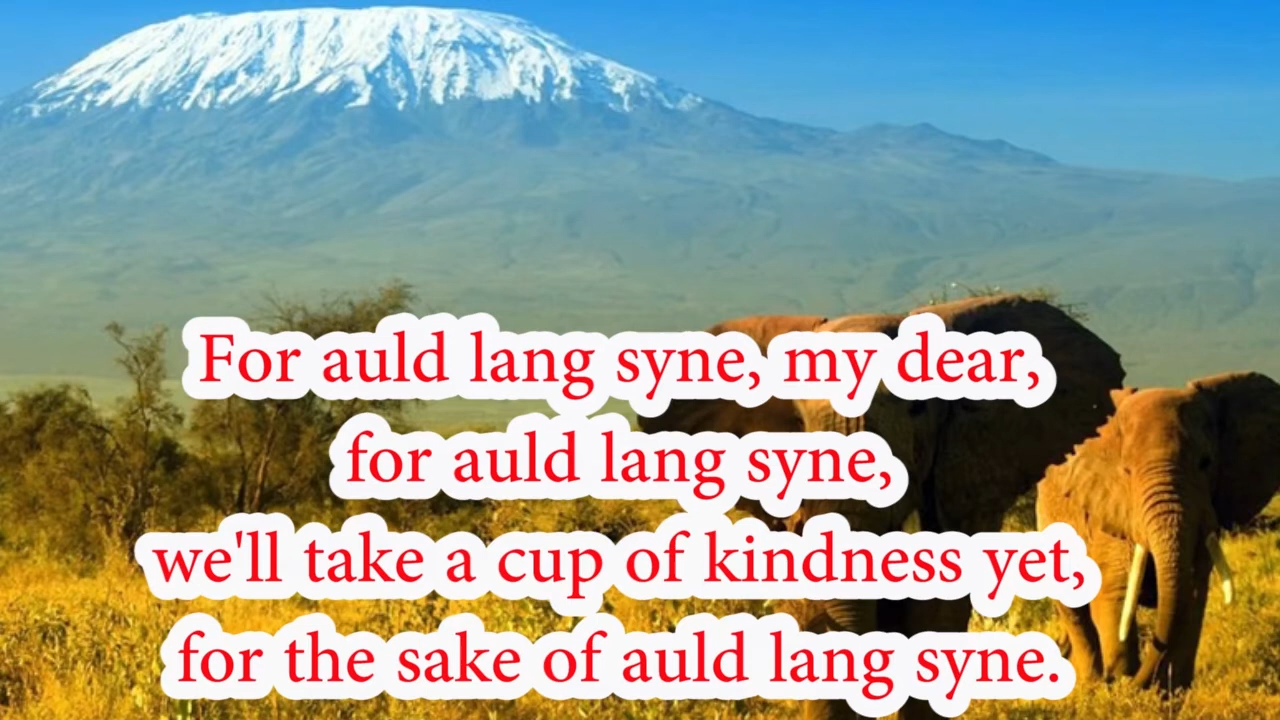 For auld lang syne, my dear,
for auld lang syne,
we'll take a cup of kindness yet,
for the sake of auld lang syne.